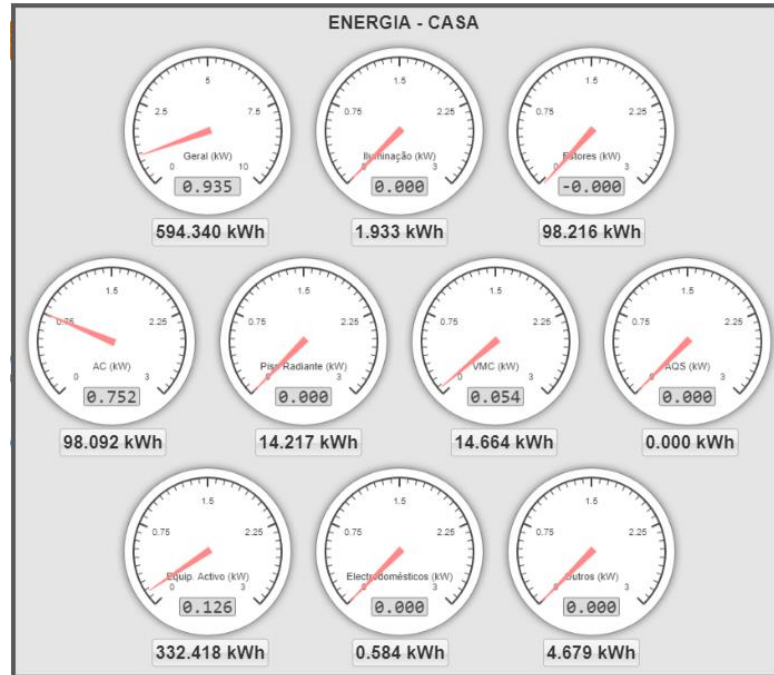 ENERGIA - CASA
0 2.5 5 7.5 10
Geral (kW)
0.935
594.340 kWh
0 0.75 1.5 2.25 3
Iluminação (kW)
0.000
1.933 kWh
0 0.75 1.5 2.25 3
Estores (kW)
-0.000
98.216 kWh
0 0.75 1.5 2.25 3
AC (kW)
0.752
98.092 kWh
0 0.75 1.5 2.25 3
Piso Radiante (kW)
0.000
14.217 kWh
0 0.75 1.5 2.25 3
VMC (kW)
0.054
14.664 kWh
0 0.75 1.5 2.25 3
AQS (kW)
0.000
0.000 kWh
0 0.75 1.5 2.25 3
Equip. Activo (kW)
0.126
332.418 kWh
0 0.75 1.5 2.25 3
Electrodomésticos (kW)
0.000
0.584 kWh
0 0.75 1.5 2.25 3
Outros (kW)
0.000
4.679 kWh